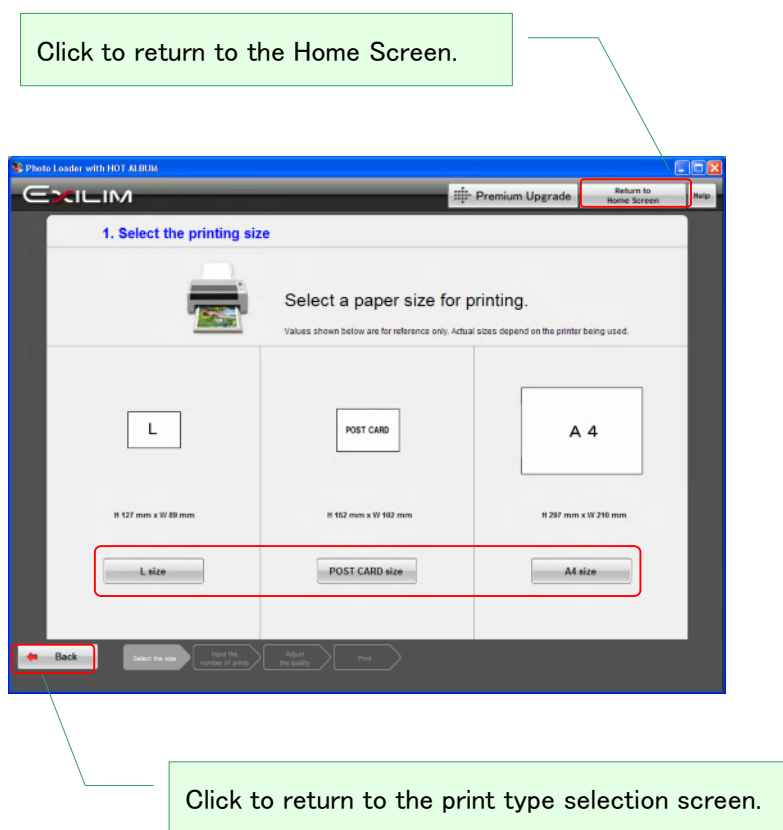 Click to return to the Home Screen.
Photo Loader with HOT ALBUM
EXILIM
Premium Upgrade
Return to
Home Screen
Help
1. Select the printing size
Select a paper size for printing.
Values shown below are for reference only. Actual sizes depend on the printer being used.
L
POST CARD
A 4
H 127 mm x W 89 mm
H 152 mm x W 102 mm
H 297 mm x W 210 mm
L size
POST CARD size
A4 size
Back
Select the size
Input the
number of prints
Adjust
the quality
Print
Click to return to the print type selection screen.